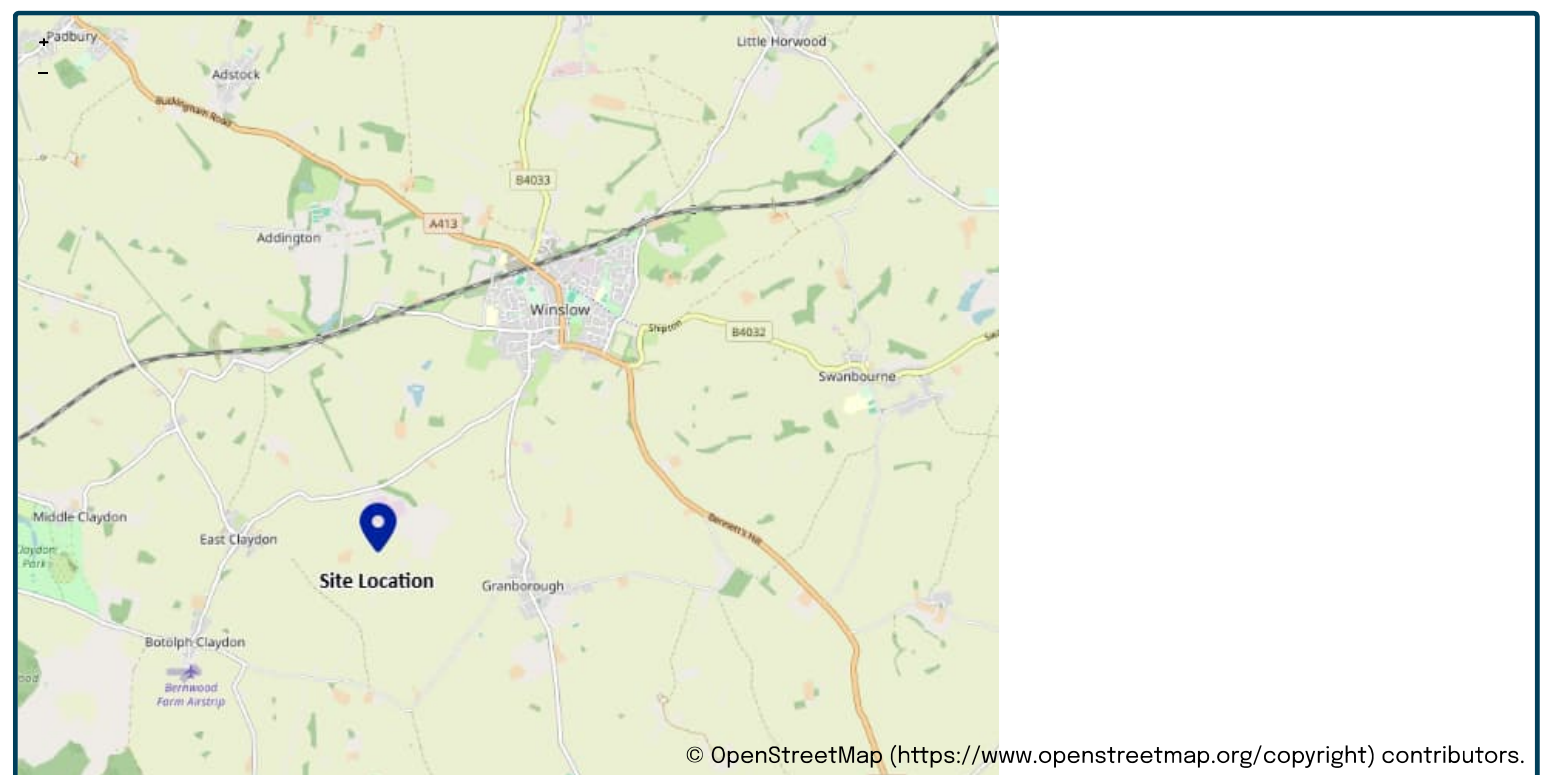 +
−
Padbury
Adstock
Little Horwood
Buckingham Road
B4033
A413
Addington
Winslow
Shipton
B4032
Swanbourne
Middle Claydon
Claydon
Park
East Claydon
Site Location
Bennett's Hill
Granborough
Botolph Claydon
Bernwood
Farm Airstrip
© OpenStreetMap (https://www.openstreetmap.org/copyright) contributors.